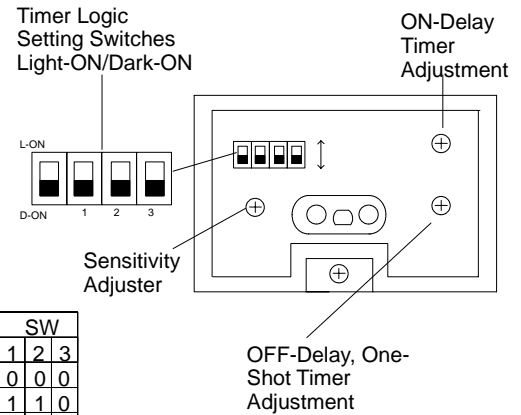 Timer Logic
Setting Switches
Light-ON/Dark-ON
ON-Delay
Timer
Adjustment
L-ON
D-ON 1 2 3
Sensitivity
Adjuster
OFF-Delay, One-
Shot Timer
Adjustment
SW
1 2 3
0 0 0
1 1 0